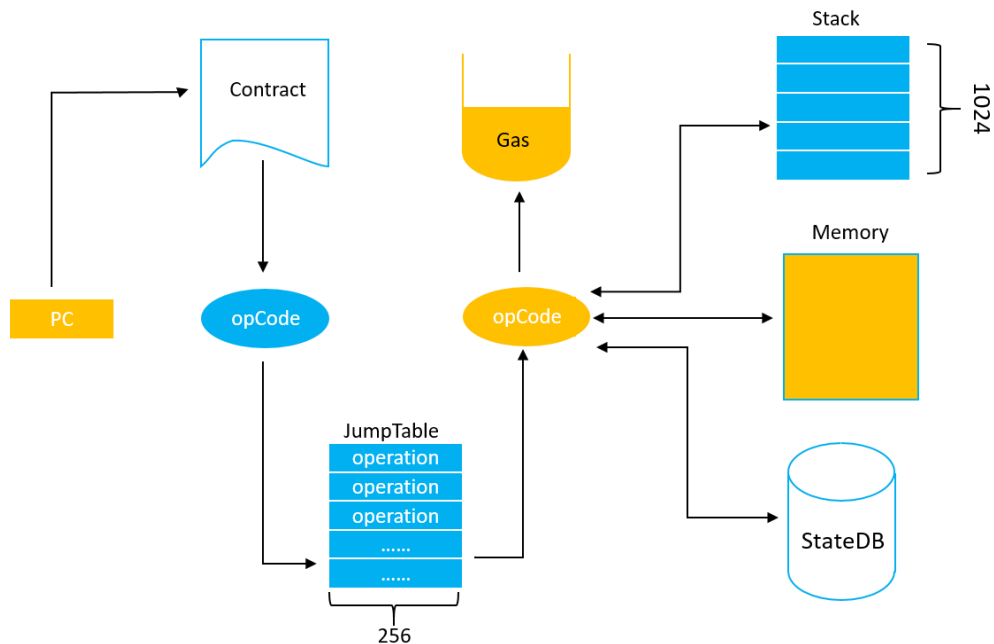 Stack
Contract
1024
Gas
Memory
PC
opCode
opCode
JumpTable
operation
operation
operation
......
......
StateDB
256